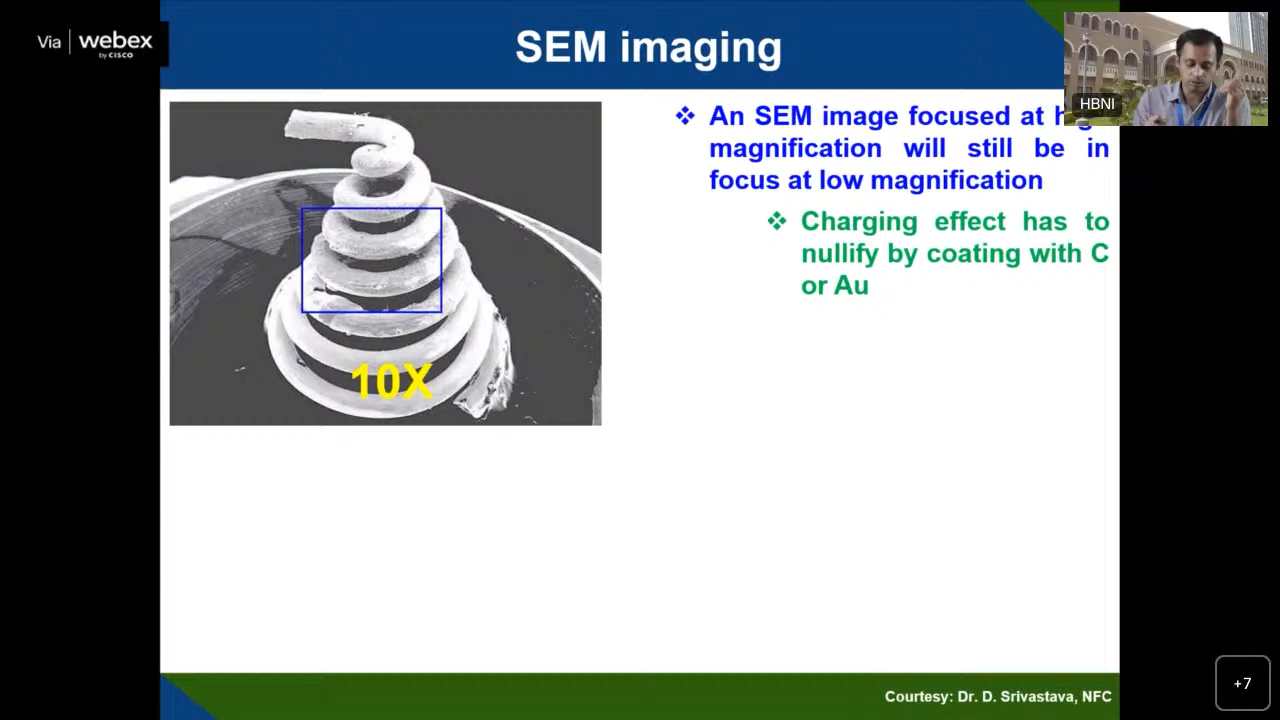 Via webex
by CISCO
SEM imaging
HBNI
An SEM image focused at
magnification will still be in
focus at low magnification
Charging effect has to
nullify by coating with C
or Au
10X
Courtesy: Dr. D. Srivastava, NFC
+7